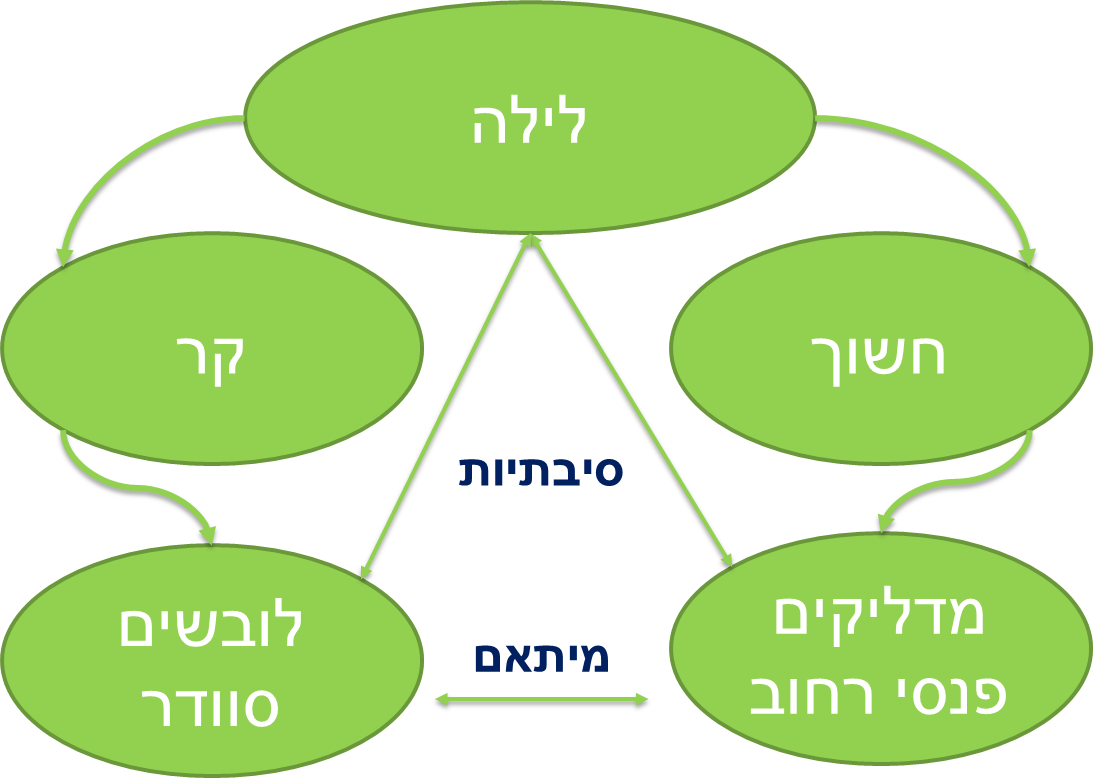 לילה
חשוך
קר
סיבתיות
מדליקים
פנסי רחוב
מיתאם
לובשים
סוודר